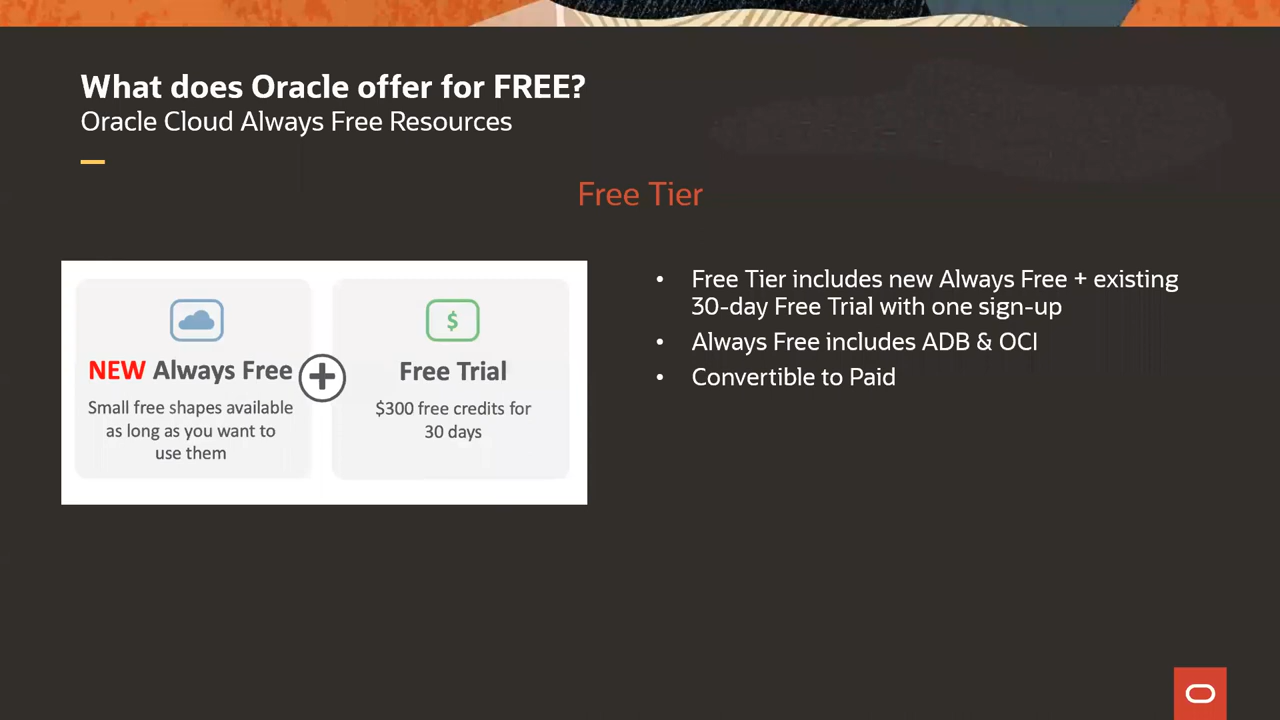 What does Oracle offer for FREE?
Oracle Cloud Always Free Resources
Free Tier
NEW Always Free
Small free shapes available
as long as you want to
use them
$
Free Trial
$300 free credits for
30 days
• Free Tier includes new Always Free + existing
30-day Free Trial with one sign-up
• Always Free includes ADB & OCI
• Convertible to Paid